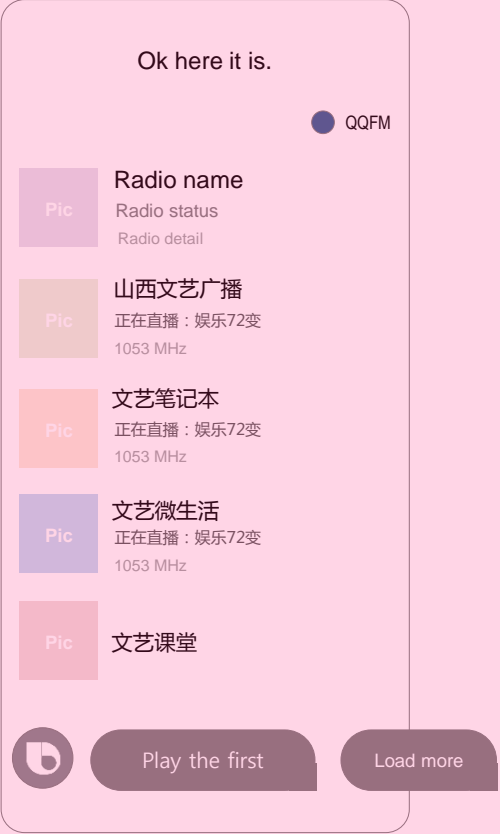 Ok here it is.
QQFM
Pic
Radio name
Radio status
Radio detail
Pic
山西文艺广播
正在直播：娱乐72变
1053 MHz
Pic
文艺笔记本
正在直播：娱乐72变
1053 MHz
Pic
文艺微生活
正在直播：娱乐72变
1053 MHz
Pic
文艺课堂
Play the first
Load more